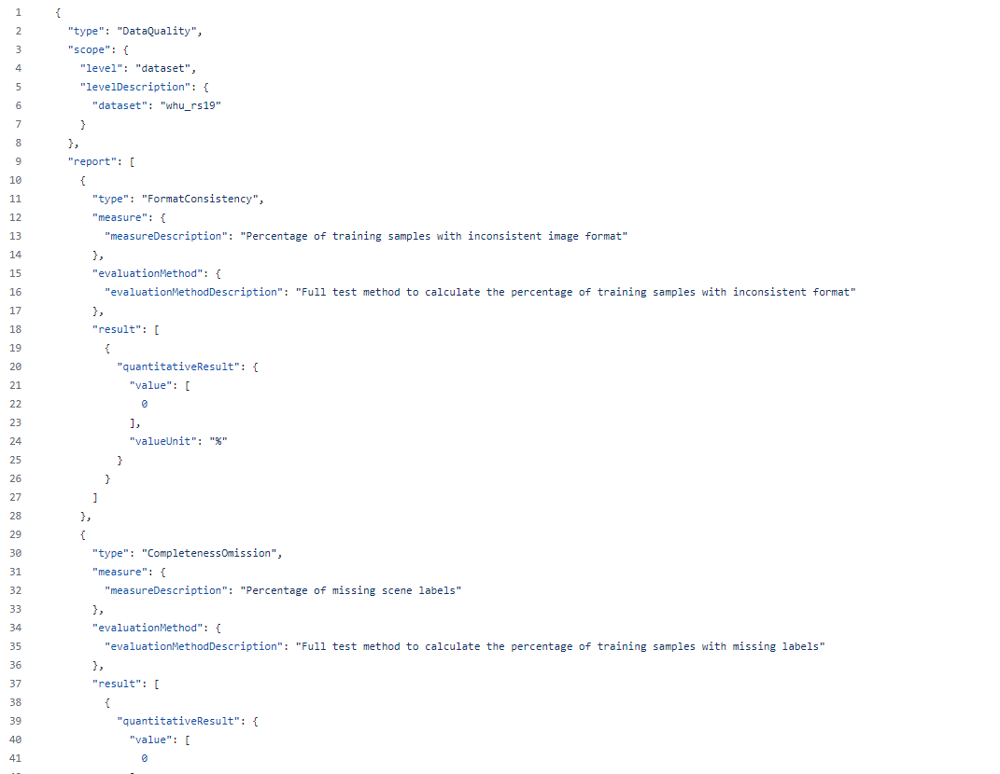 1 {
2 "type": "DataQuality",
3 "scope": {
4 "level": "dataset",
5 "levelDescription": {
6 "dataset": "whu_rs19"
7 }
8 },
9 "report": [
10 {
11 "type": "FormatConsistency",
12 "measure": {
13 "measureDescription": "Percentage of training samples with inconsistent image format"
14 },
15 "evaluationMethod": {
16 "evaluationMethodDescription": "Full test method to calculate the percentage of training samples with inconsistent format"
17 },
18 "result": [
19 {
20 "quantitativeResult": {
21 "value": [
22 0
23 ],
24 "valueUnit": "%"
25 }
26 }
27 ]
28 },
29 {
30 "type": "CompletenessOmission",
31 "measure": {
32 "measureDescription": "Percentage of missing scene labels"
33 },
34 "evaluationMethod": {
35 "evaluationMethodDescription": "Full test method to calculate the percentage of training samples with missing labels"
36 },
37 "result": [
38 {
39 "quantitativeResult": {
40 "value": [
41 0